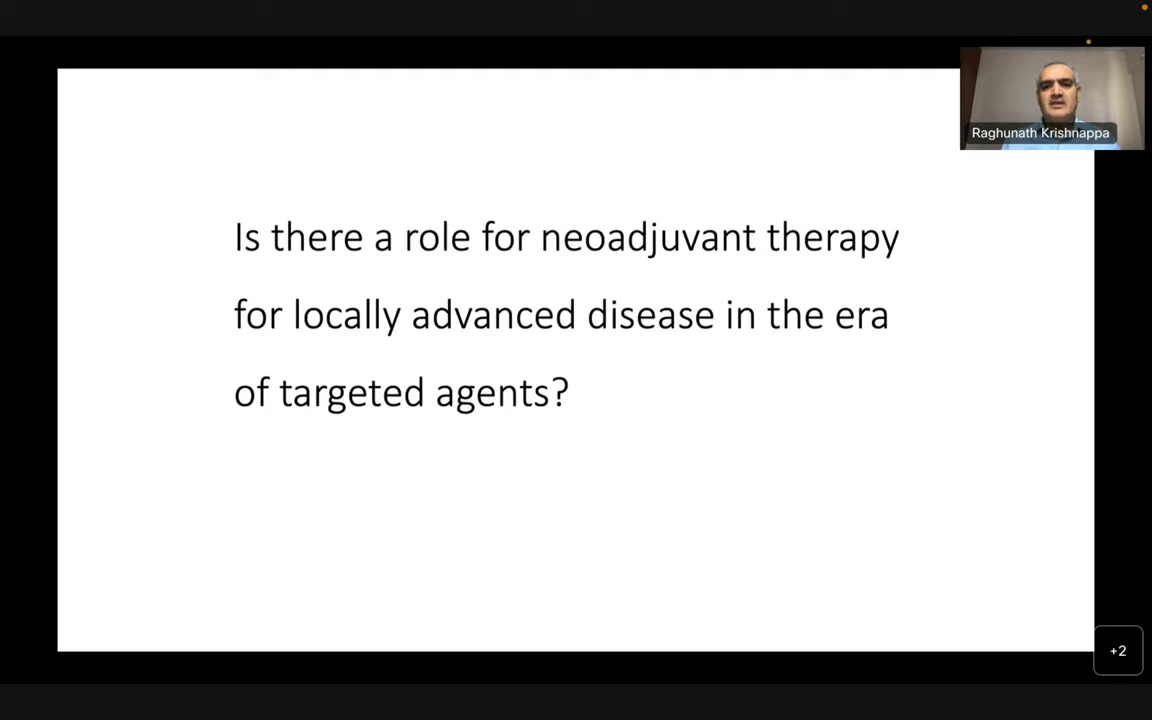 Raghunath Krishnappa
Is there a role for neoadjuvant therapy
for locally advanced disease in the era
of targeted agents?
+2